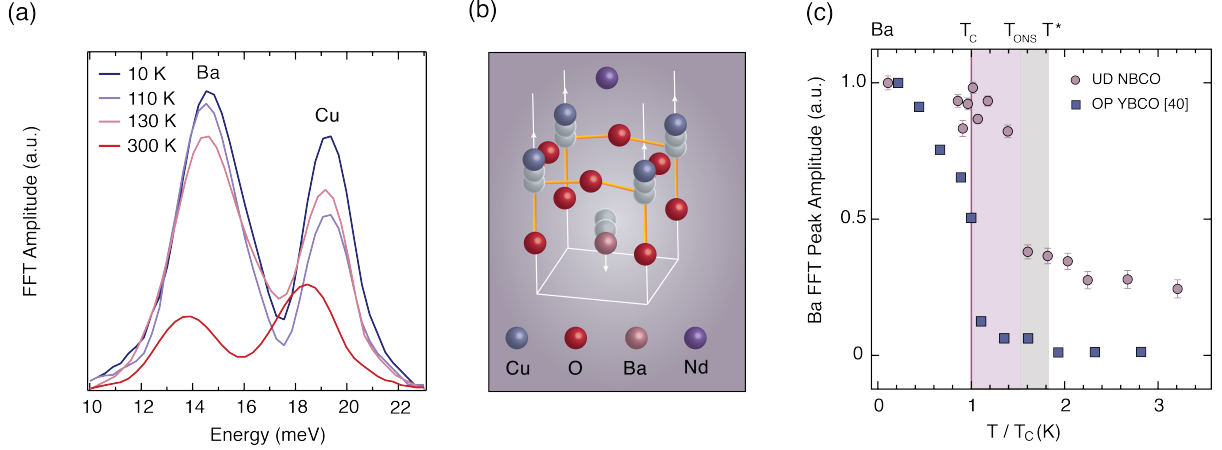 (a)
FFT Amplitude (a.u.)
10 K
110 K
130 K
300 K
Ba
Cu
10 12 14 16 18 20 22
Energy (meV)
(b)
Cu O Ba Nd
(c)
Ba T_C T_ONS T*
Ba FFT Peak Amplitude (a.u.)
1.0
0.5
0
UD NBCO
OP YBCO [40]
0 1 2 3
T / T_C (K)